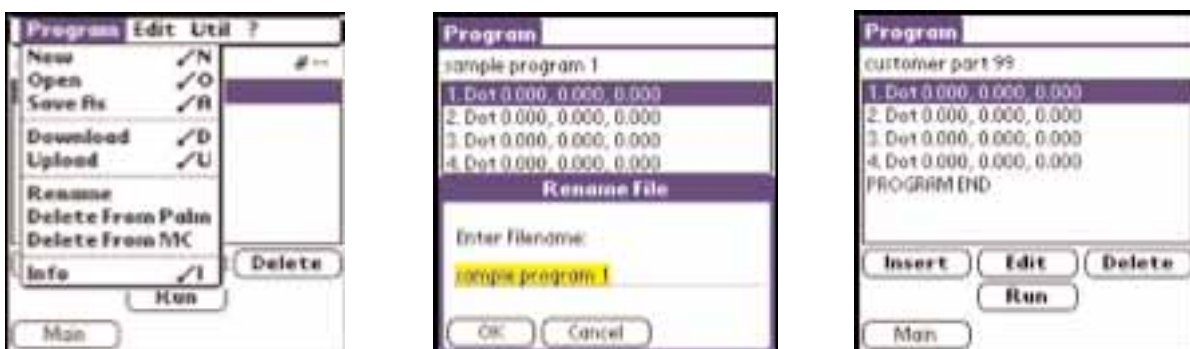 Program Edit Util ?
New /N
Open /O
Save As /A
Download /D
Upload /U
Rename
Delete From Palm
Delete From MC
Info /I
# --
Delete
Run
Main
Program
sample program 1
1. Dot 0.000, 0.000, 0.000
2. Dot 0.000, 0.000, 0.000
3. Dot 0.000, 0.000, 0.000
4. Dot 0.000, 0.000, 0.000
Rename File
Enter Filename:
sample program 1
OK Cancel
Program
customer part 99
1. Dot 0.000, 0.000, 0.000
2. Dot 0.000, 0.000, 0.000
3. Dot 0.000, 0.000, 0.000
4. Dot 0.000, 0.000, 0.000
PROGRAM END
Insert Edit Delete
Run
Main